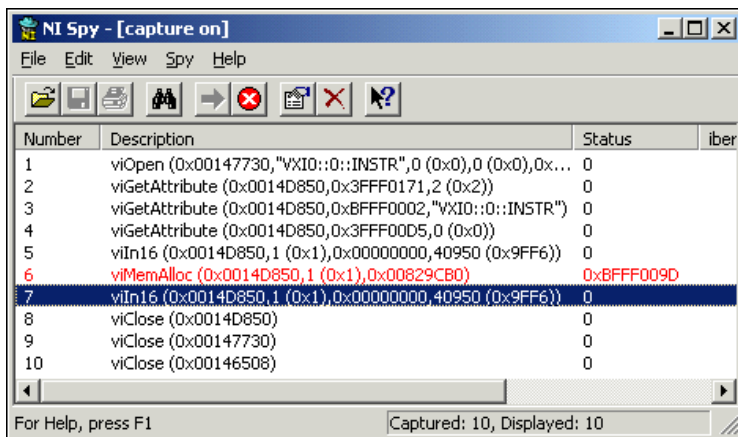 NI Spy - [capture on]
File Edit View Spy Help
Number Description Status iber
1 viOpen (0x00147730,"VXI0::0::INSTR",0 (0x0),0 (0x0),0x... 0
2 viGetAttribute (0x0014D850,0x3FFF0171,2 (0x2)) 0
3 viGetAttribute (0x0014D850,0xBFFF0002,"VXI0::0::INSTR") 0
4 viGetAttribute (0x0014D850,0x3FFF00D5,0 (0x0)) 0
5 viIn16 (0x0014D850,1 (0x1),0x00000000,40950 (0x9FF6)) 0
6 viMemAlloc (0x0014D850,1 (0x1),0x00829CB0) 0xBFFF009D
7 viIn16 (0x0014D850,1 (0x1),0x00000000,40950 (0x9FF6)) 0
8 viClose (0x0014D850) 0
9 viClose (0x00147730) 0
10 viClose (0x00146508) 0
For Help, press F1 Captured: 10, Displayed: 10